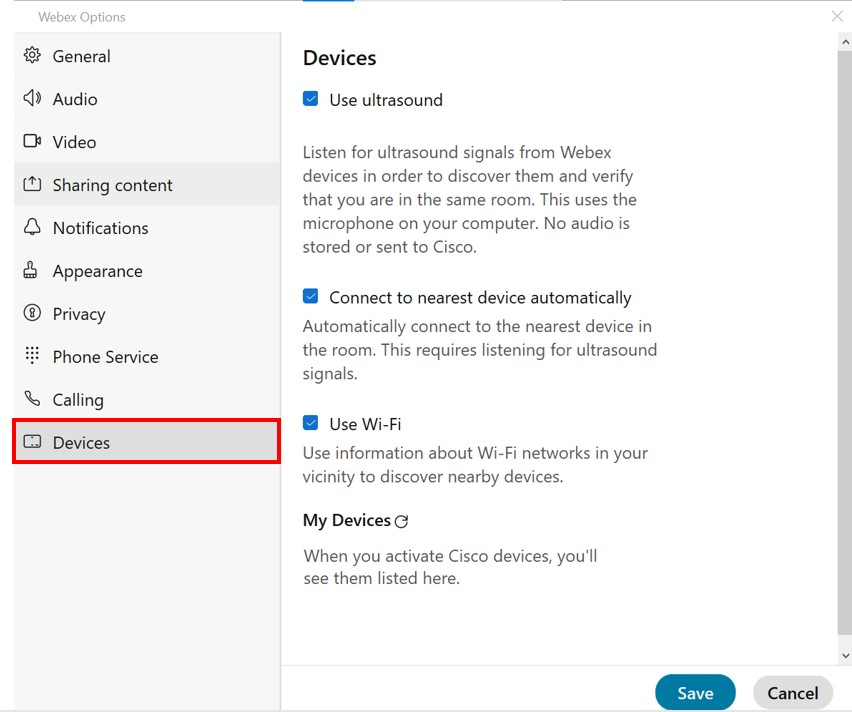 Webex Options
General
Audio
Video
Sharing content
Notifications
Appearance
Privacy
Phone Service
Calling
Devices
Devices
Use ultrasound
Listen for ultrasound signals from Webex
devices in order to discover them and verify
that you are in the same room. This uses the
microphone on your computer. No audio is
stored or sent to Cisco.
Connect to nearest device automatically
Automatically connect to the nearest device in
the room. This requires listening for ultrasound
signals.
Use Wi-Fi
Use information about Wi-Fi networks in your
vicinity to discover nearby devices.
My Devices
When you activate Cisco devices, you'll
see them listed here.
Save
Cancel